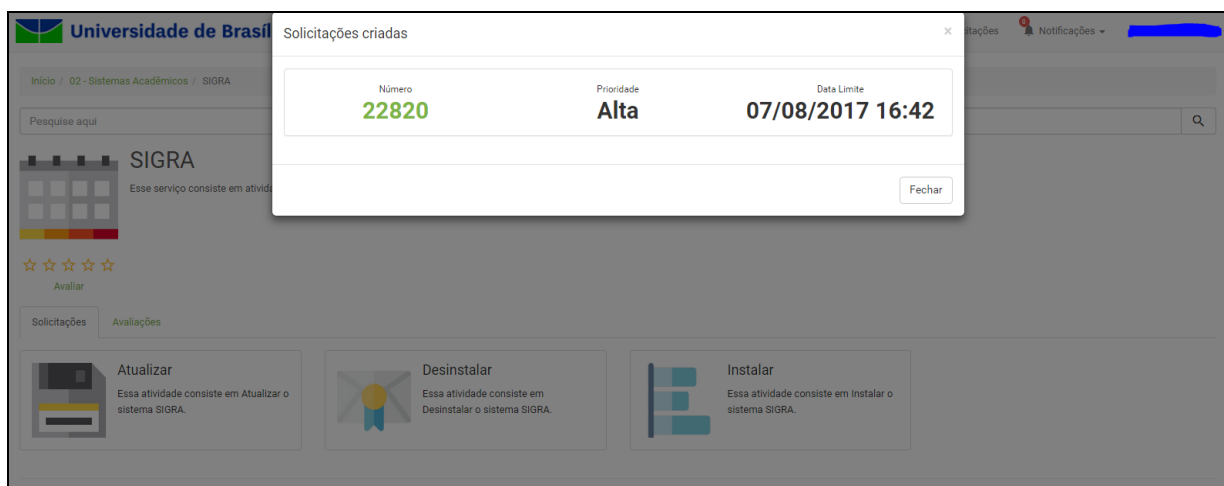 Universidade de Brasíl
Solicitações criadas
×
itações
0
Notificações
Início / 02 - Sistemas Acadêmicos / SIGRA
Número
Prioridade
Data Limite
22820
Alta
07/08/2017 16:42
Pesquise aqui
SIGRA
Esse serviço consiste em ativida
Fechar
Avaliar
Solicitações
Avaliações
Atualizar
Essa atividade consiste em Atualizar o
sistema SIGRA.
Desinstalar
Essa atividade consiste em
Desinstalar o sistema SIGRA.
Instalar
Essa atividade consiste em Instalar o
sistema SIGRA.